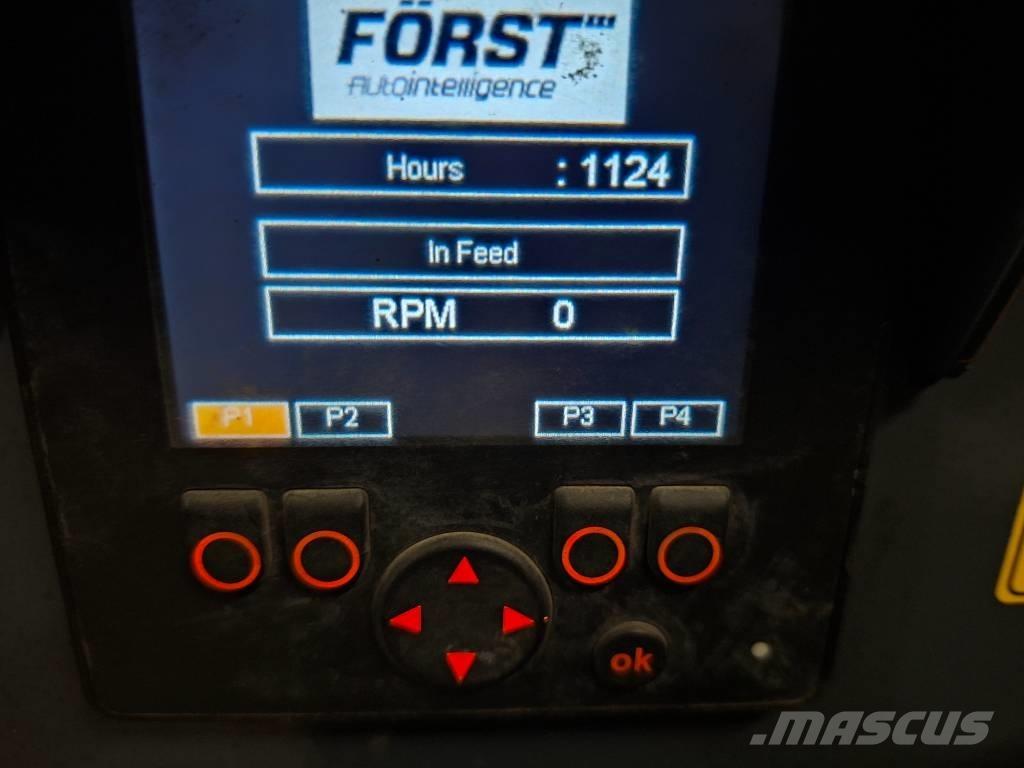 FÖRST
Autointelligence
Hours : 1124
In Feed
RPM 0
P1 P2 P3 P4
ok
.MASCUS